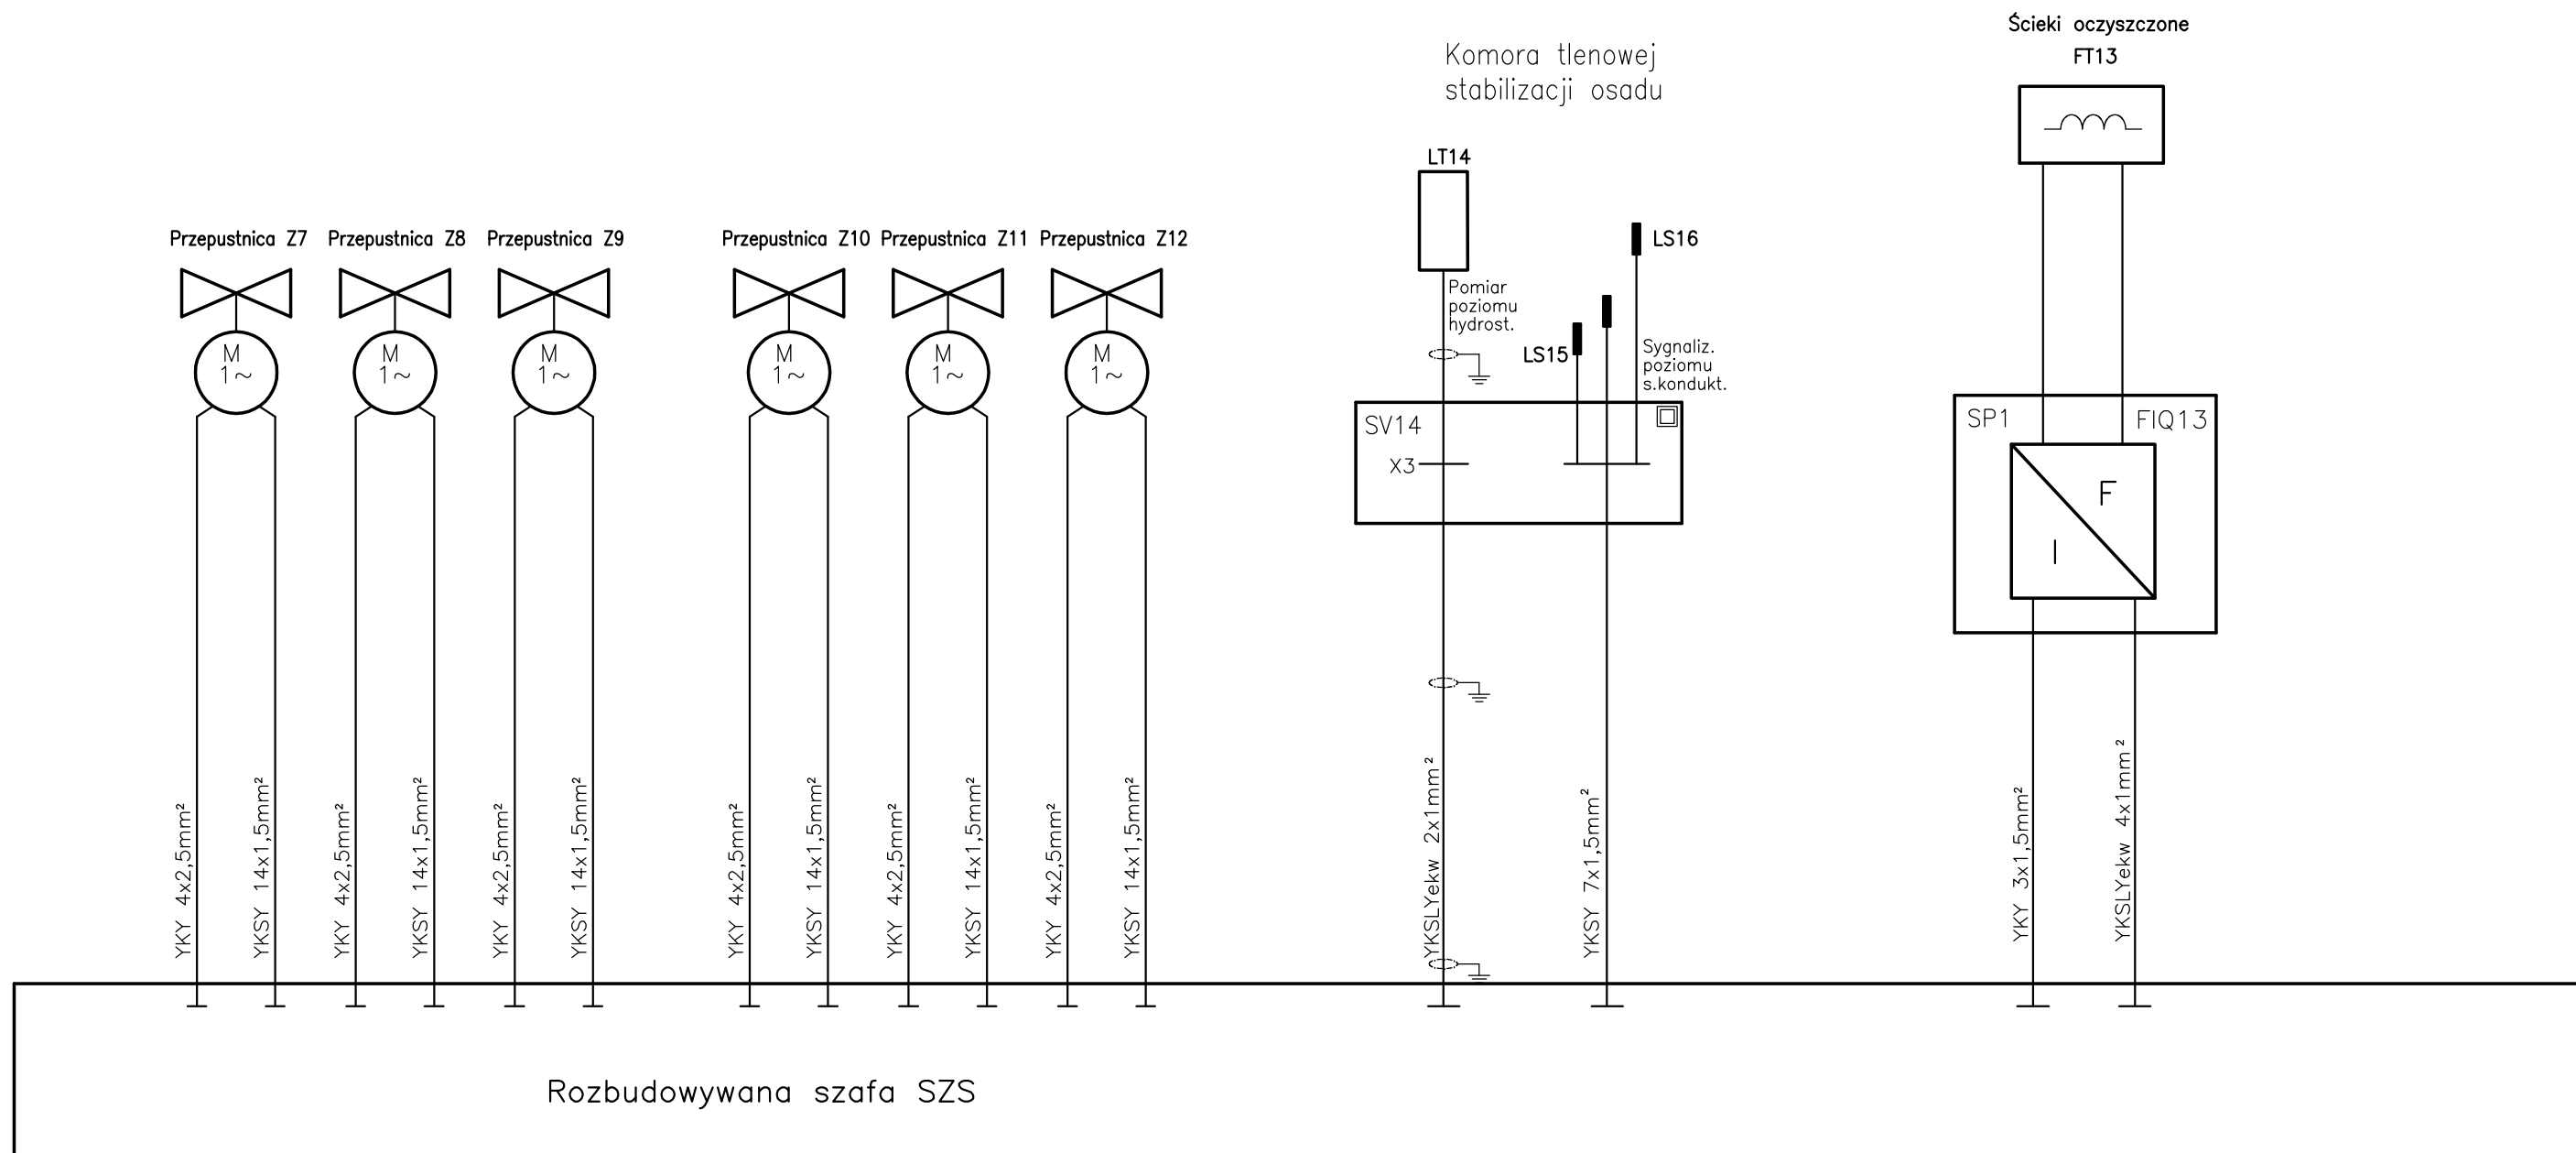 Ścieki oczyszczone
FT13
Komora tlenowej
stabilizacji osadu
LT14
Przepustnica Z7
Przepustnica Z8
Przepustnica Z9
Przepustnica Z10
Przepustnica Z11
Przepustnica Z12
LS16
Pomiar
poziomu
hydrost.
LS15
Sygnaliz.
poziomu
s.kondukt.
M
1~
M
1~
M
1~
M
1~
M
1~
M
1~
SV14
X3
SP1
FIQ13
F
I
YKY 4x2,5mm²
YKSY 14x1,5mm²
YKY 4x2,5mm²
YKSY 14x1,5mm²
YKY 4x2,5mm²
YKSY 14x1,5mm²
YKY 4x2,5mm²
YKSY 14x1,5mm²
YKY 4x2,5mm²
YKSY 14x1,5mm²
YKY 4x2,5mm²
YKSY 14x1,5mm²
YKSLYekw 2x1mm²
YKSY 7x1,5mm²
YKY 3x1,5mm²
YKSLYekw 4x1mm²
Rozbudowywana szafa SZS